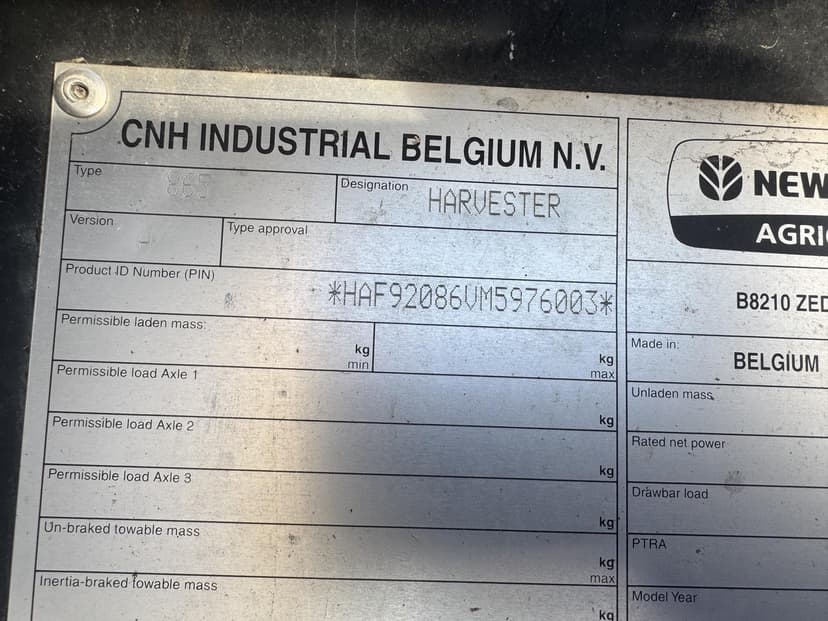 CNH INDUSTRIAL BELGIUM N.V.
Type
865
Designation
HARVESTER
Version
-
Type approval
Product ID Number (PIN)
*HAF92086VM5976003*
Permissible laden mass:
kg
min
kg
max
Permissible load Axle 1
kg
Permissible load Axle 2
kg
Permissible load Axle 3
kg
Un-braked towable mass
kg
max
Inertia-braked towable mass
kg
NEW
AGRI
B8210 ZED
Made in:
BELGIUM
Unladen mass
Rated net power
Drawbar load
PTRA
Model Year